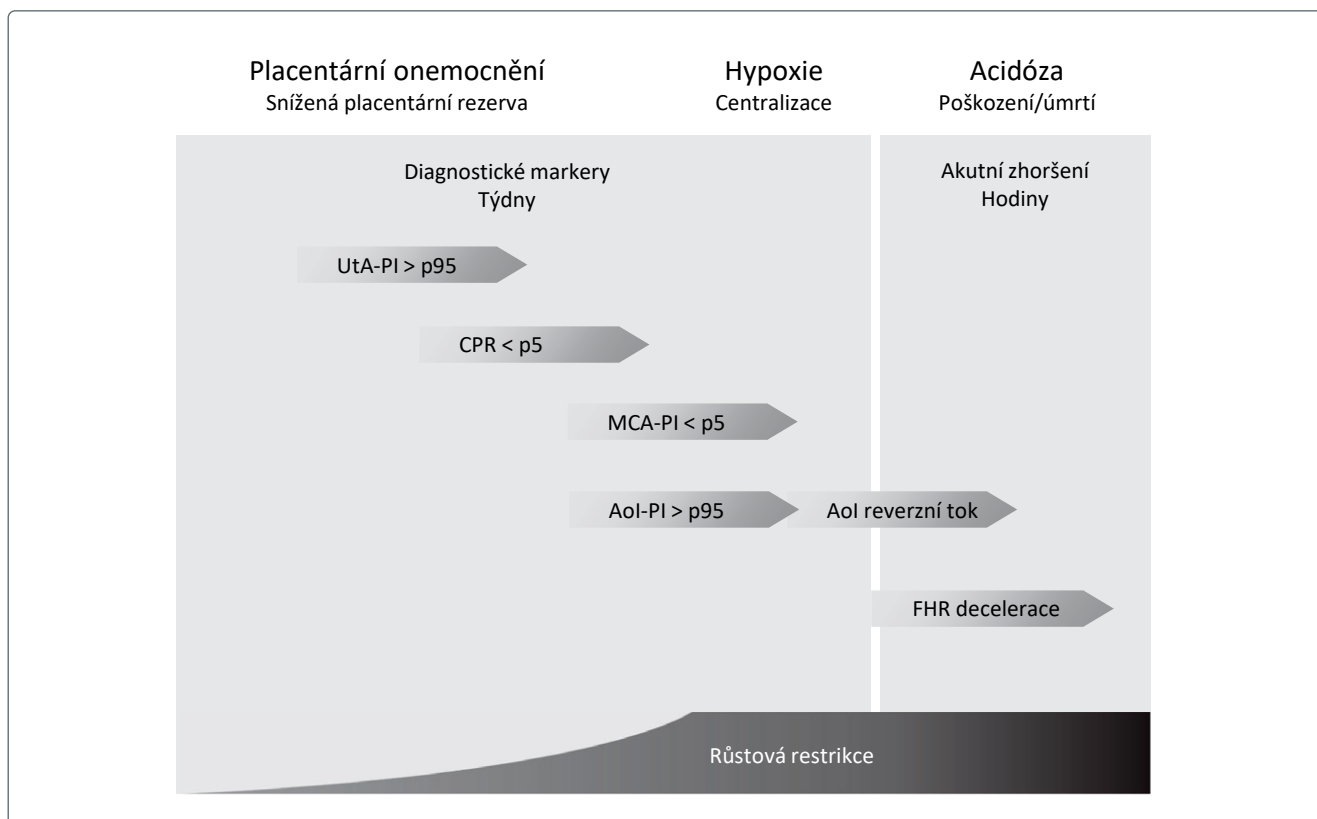 Placentární onemocnění
Snížená placentární rezerva
Hypoxie
Centralizace
Acidóza
Poškození/úmrtí
Diagnostické markery
Týdny
Akutní zhoršení
Hodiny
UtA-PI > p95
CPR < p5
MCA-PI < p5
AoI-PI > p95
AoI reverzní tok
FHR decelerace
Růstová restrikce